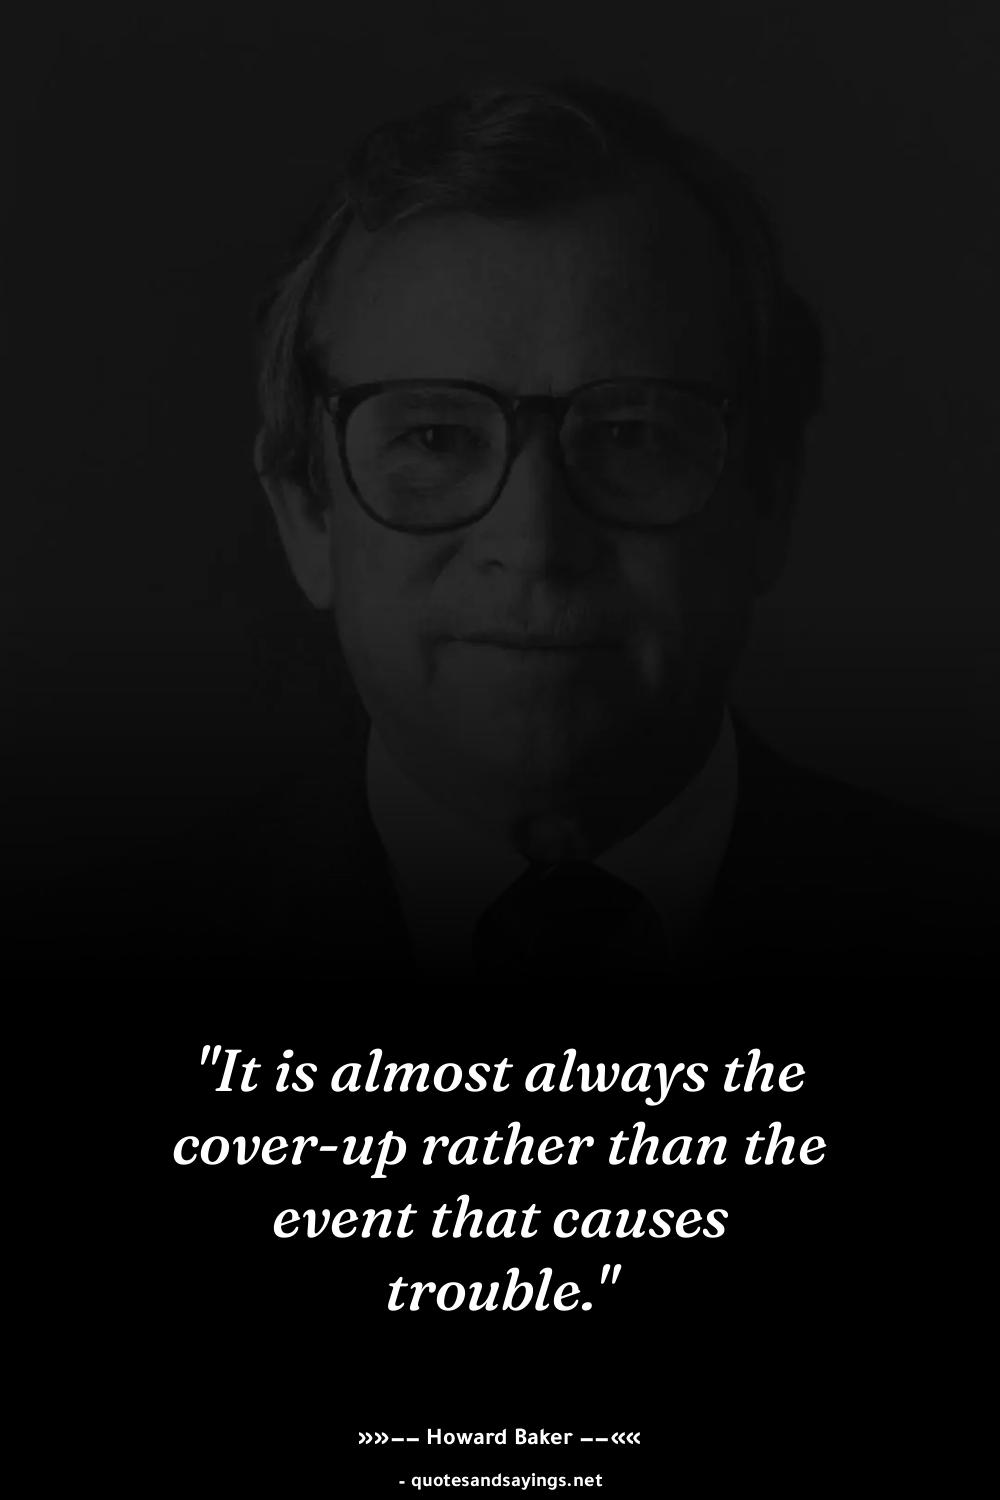 "It is almost always the
cover-up rather than the
event that causes
trouble."
»»–– Howard Baker ––««
- quotesandsayings.net